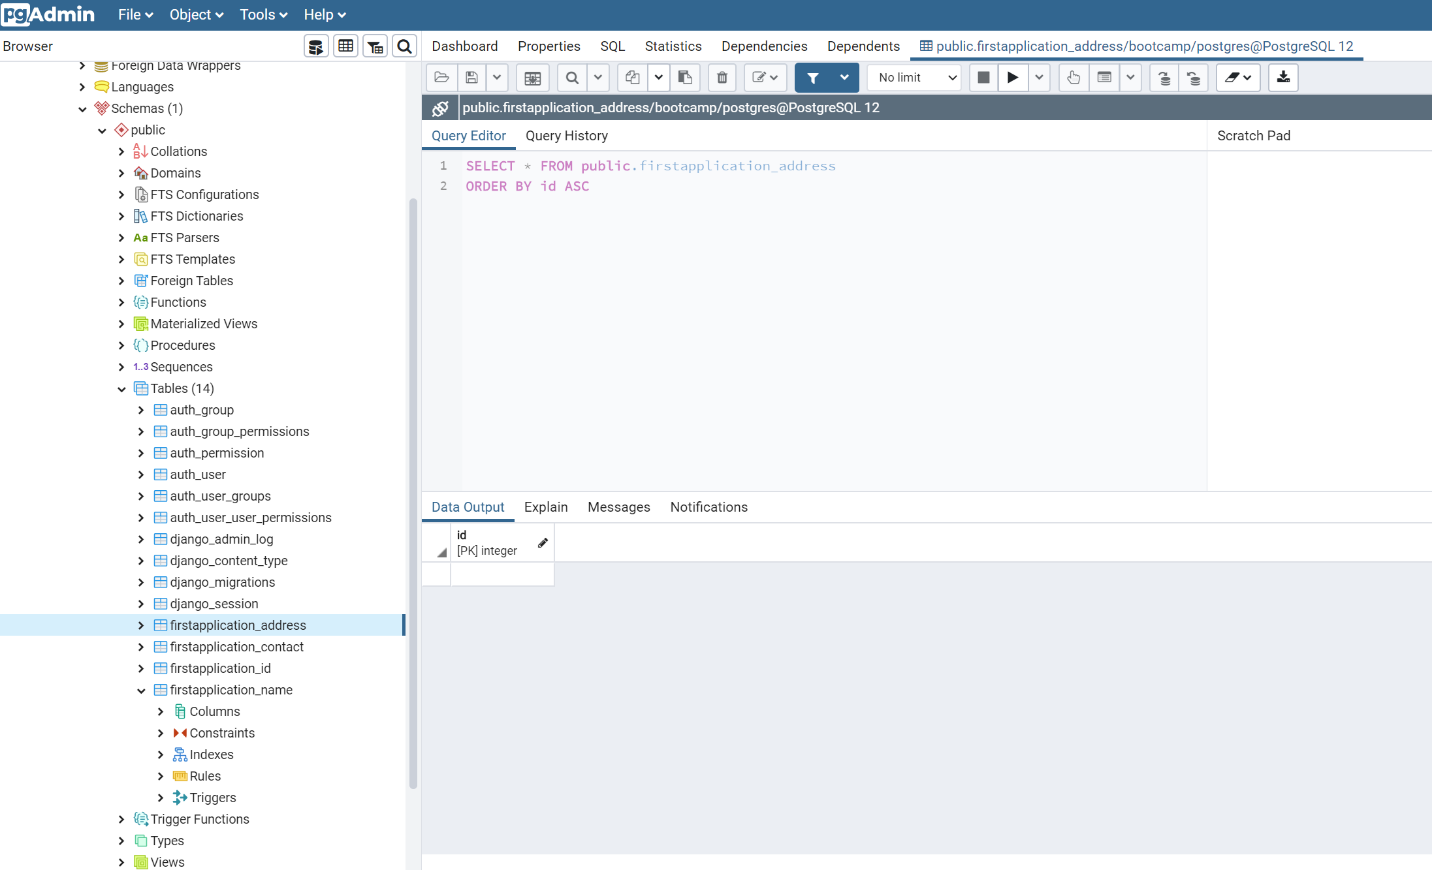 pgAdmin File Object Tools Help
Browser
Dashboard Properties SQL Statistics Dependencies Dependents public.firstapplication_address/bootcamp/postgres@PostgreSQL 12
Foreign Data Wrappers
Languages
Schemas (1)
public
Collations
Domains
FTS Configurations
FTS Dictionaries
Aa FTS Parsers
FTS Templates
Foreign Tables
Functions
Materialized Views
Procedures
1..3 Sequences
Tables (14)
auth_group
auth_group_permissions
auth_permission
auth_user
auth_user_groups
auth_user_user_permissions
django_admin_log
django_content_type
django_migrations
django_session
firstapplication_address
firstapplication_contact
firstapplication_id
firstapplication_name
Columns
Constraints
Indexes
Rules
Triggers
Trigger Functions
Types
Views
No limit
public.firstapplication_address/bootcamp/postgres@PostgreSQL 12
Query Editor Query History
Scratch Pad
1 SELECT * FROM public.firstapplication_address
2 ORDER BY id ASC
Data Output Explain Messages Notifications
id
[PK] integer